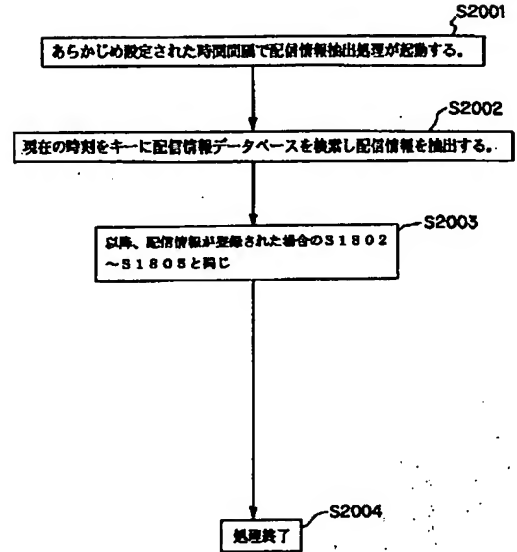 S2001
あらかじめ設定された時間間隔で配信情報抽出処理が起動する。
S2002
現在の時刻をキーに配信情報データベースを検索し配信情報を抽出する。
S2003
以降、配信情報が登録された場合のS1802
～S1808と同じ
S2004
処理終了